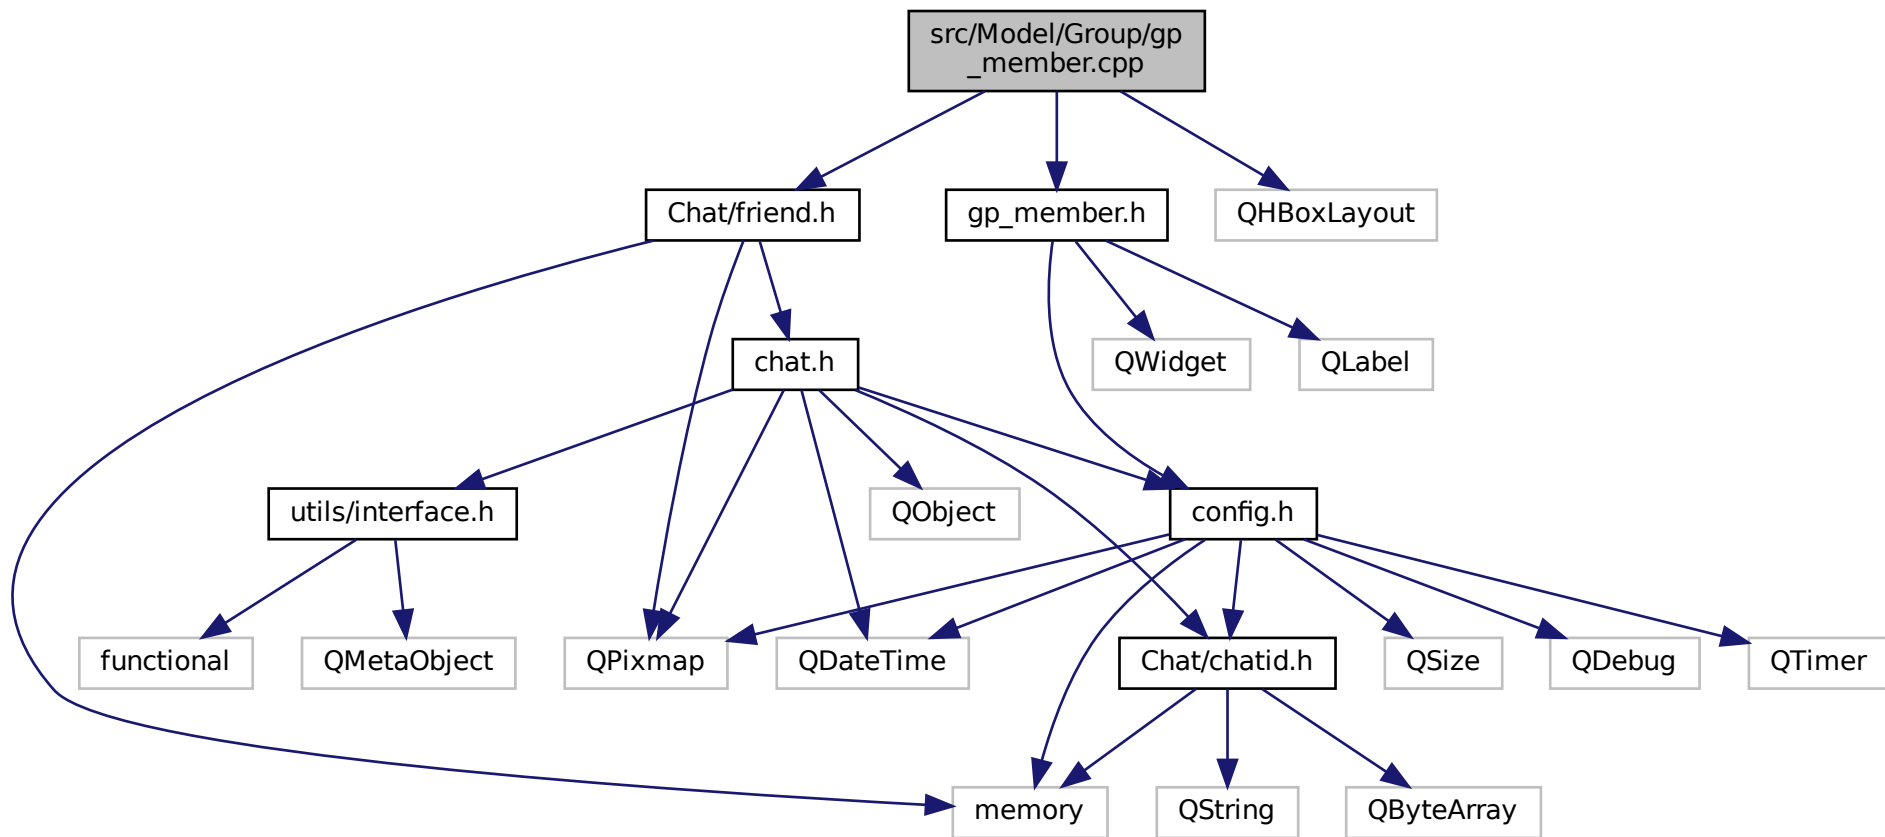 src/Model/Group/gp
_member.cpp
Chat/friend.h
gp_member.h
QHBoxLayout
chat.h
QWidget
QLabel
utils/interface.h
QObject
config.h
functional
QMetaObject
QPixmap
QDateTime
Chat/chatid.h
QSize
QDebug
QTimer
memory
QString
QByteArray